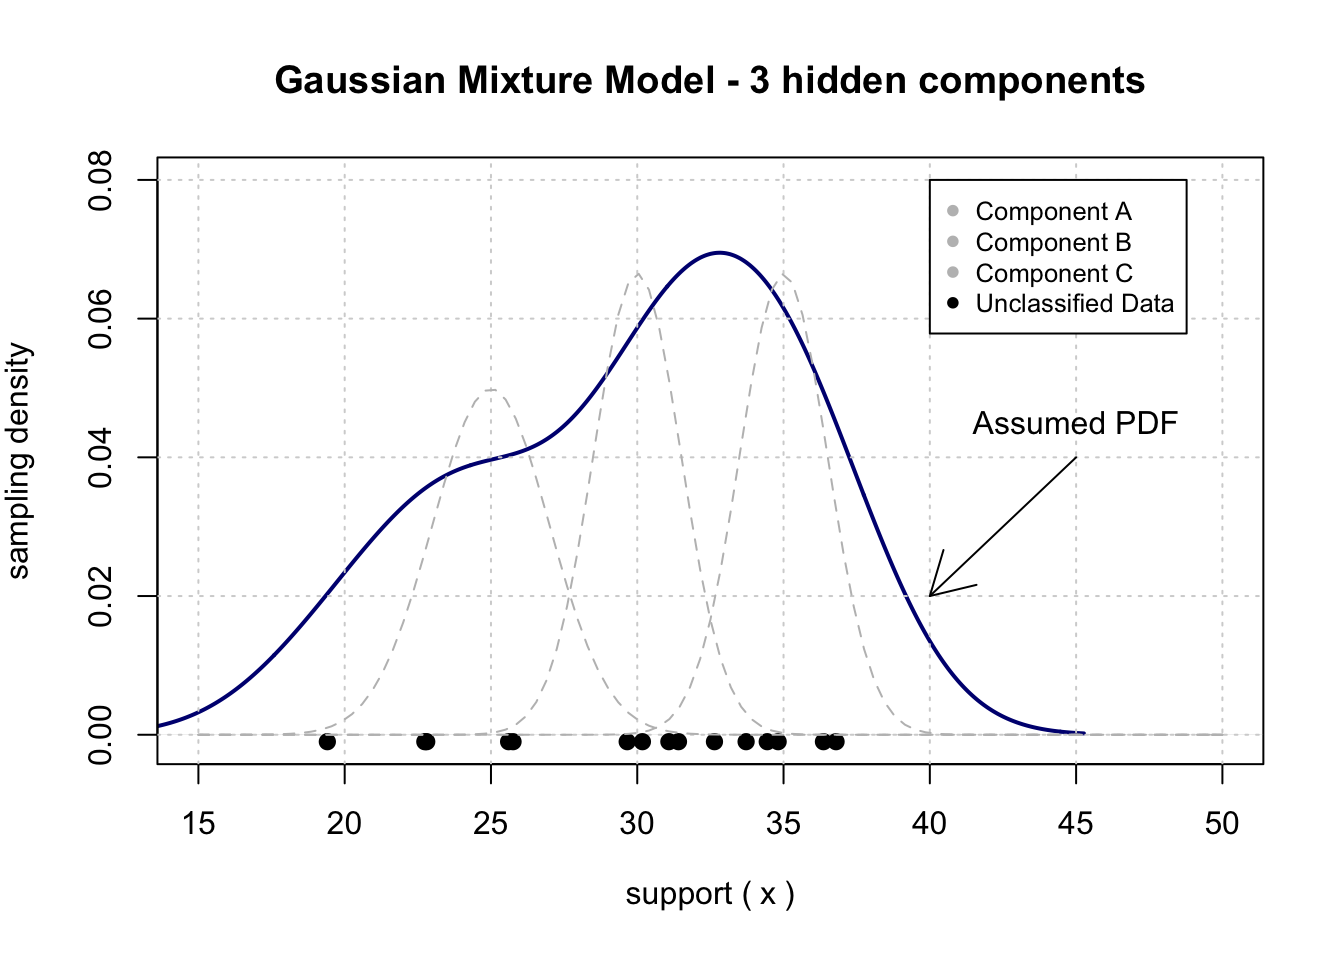 Gaussian Mixture Model - 3 hidden components
0.08
0.06
0.04
0.02
0.00
sampling density
Component A
Component B
Component C
Unclassified Data
Assumed PDF
15 20 25 30 35 40 45 50
support ( x )